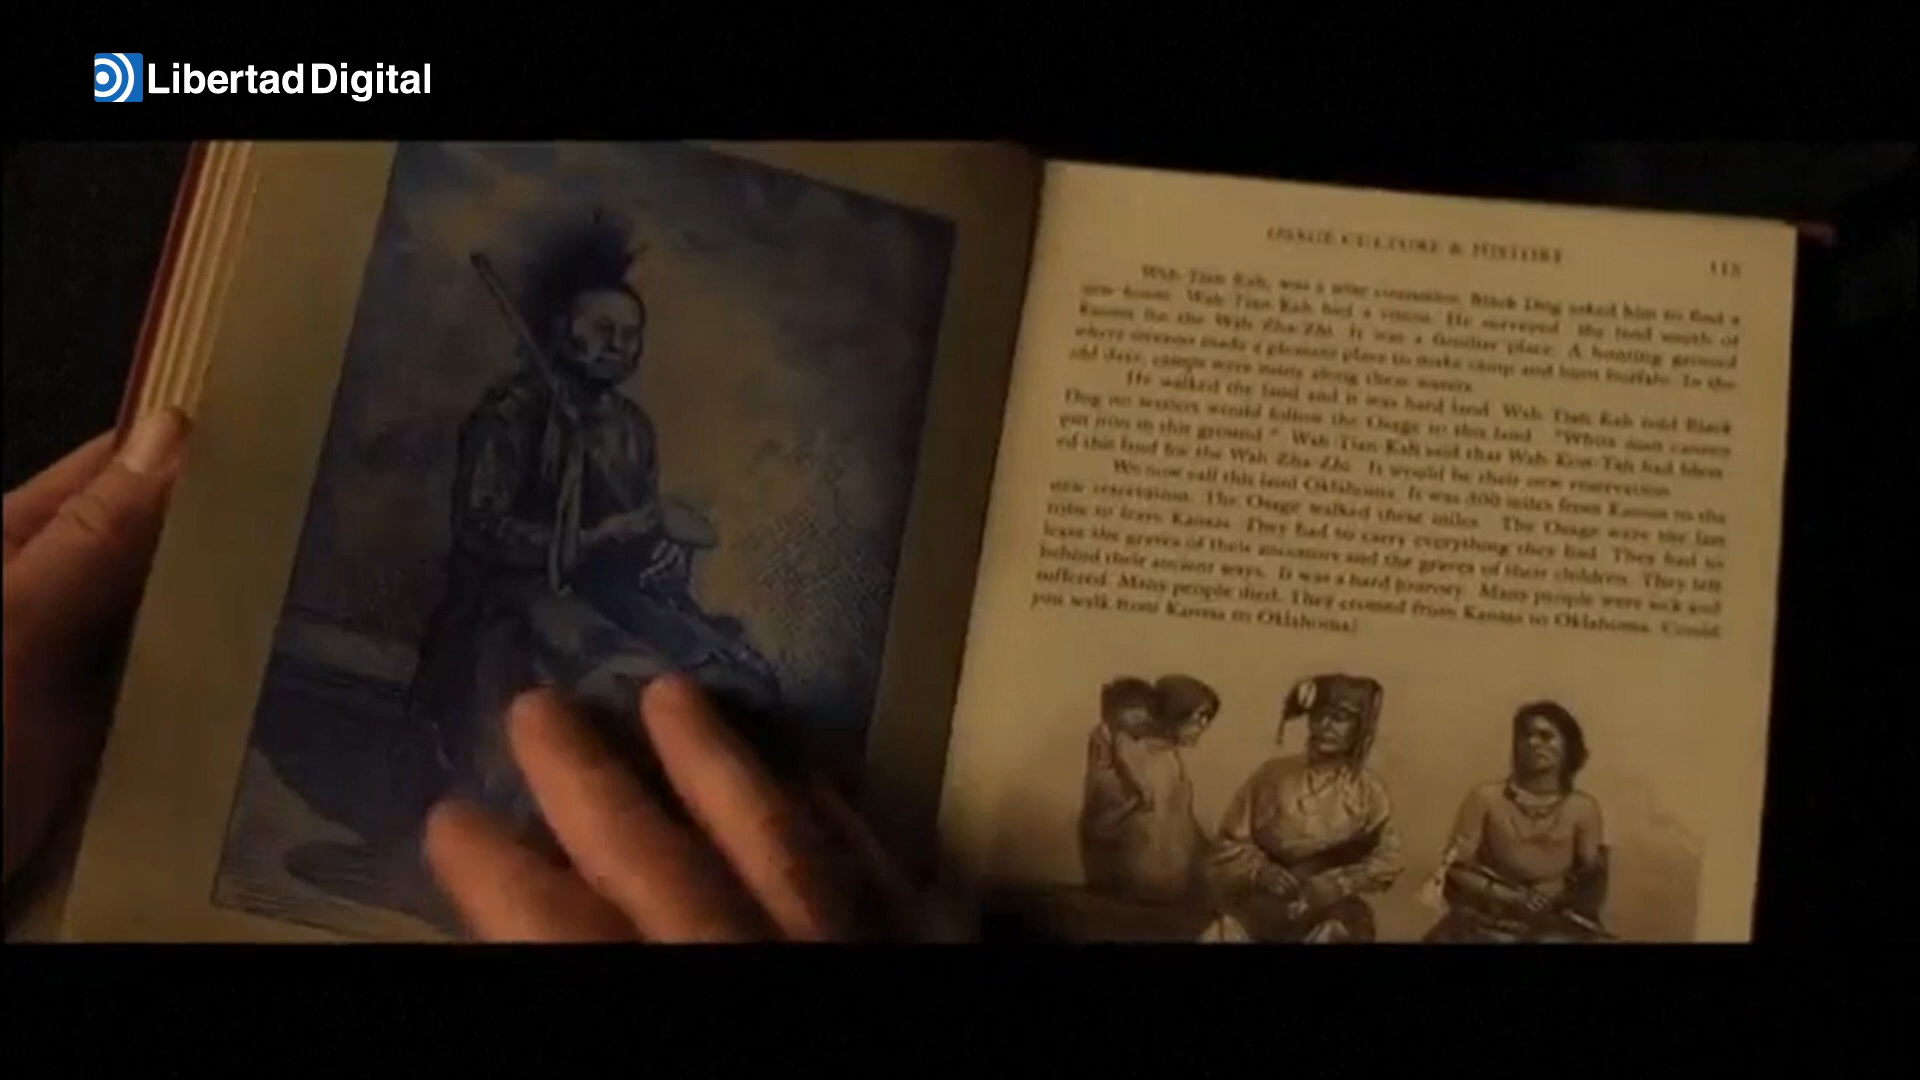 Libertad Digital
OSAGE CULTURE & HISTORY
115
Wah-Tian-Kah, was a wise counselor. Black Dog asked him to find a
new home. Wah-Tian-Kah had a vision. He surveyed the land south of
Kansas for the Wah-Zha-Zhi. It was a familiar place. A hunting ground
where streams made a pleasant place to make camp and hunt buffalo. In the
old days, camps were made along these waters.
He walked the land and it was hard land. Wah-Tian-Kah told Black
Dog no settlers would follow the Osage to this land. "White man cannot
put iron in this ground." Wah-Tian-Kah said that Wah-Kon-Tah had bless-
ed this land for the Wah-Zha-Zhi. It would be their new reservation.
We now call this land Oklahoma. It was 300 miles from Kansas to the
new reservation. The Osage walked these miles. The Osage were the last
tribe to leave Kansas. They had to carry everything they had. They had to
leave the graves of their ancestors and the graves of their children. They left
behind their ancient ways. It was a hard journey. Many people were sick and
suffered. Many people died. They crossed from Kansas to Oklahoma. Could
you walk from Kansas to Oklahoma?